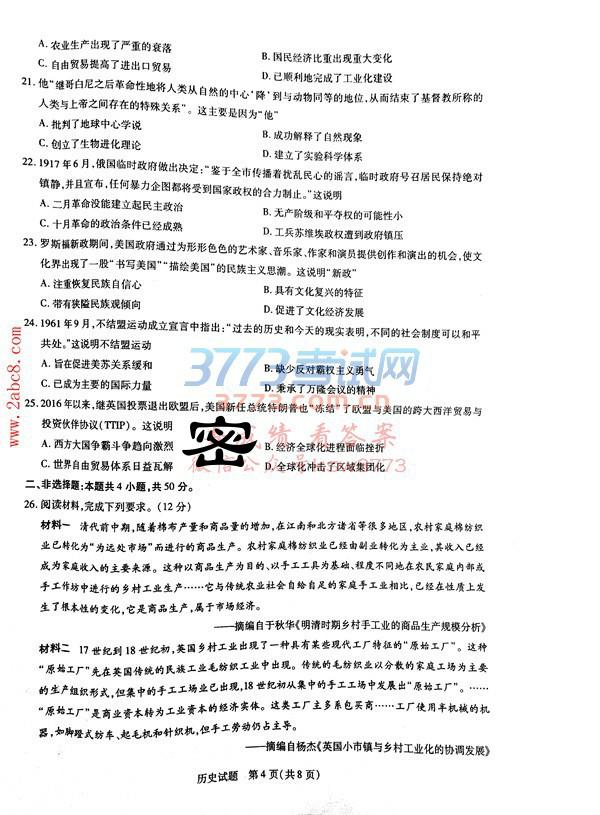 A. 农业生产出现了严重的衰落 B. 国民经济比重出现重大变化
C. 自由贸易提高了进出口贸易 D. 已顺利地完成了工业化建设
21. 他“继哥白尼之后革命性地将人类从自然的中心‘降’到与动物同等的地位,从而结束了基督教所称的
人类与上帝之间存在的特殊关系”。这主要是因为“他”
A. 批判了地球中心学说 B. 成功解释了自然现象
C. 创立了生物进化理论 D. 建立了实验科学体系
22. 1917年6月,俄国临时政府做出决定:“鉴于全市传播着扰乱民心的谣言,临时政府号召居民保持绝对
镇静,并且宣布,任何暴力企图都将受到国家政权的合力制止。”这说明
A. 二月革命没能建立起民主政治 B. 无产阶级和平夺权的可能性小
C. 十月革命的政治条件已经成熟 D. 工兵苏维埃政权遭到政府镇压
23. 罗斯福新政期间,美国政府通过为形形色色的艺术家、音乐家、作家和演员提供创作和演出的机会,使文
化界出现了一股“书写美国”“描绘美国”的民族主义思潮。这说明“新政”
A. 注重恢复民族自信心 B. 具有文化复兴的特征
C. 带有狭隘民族观倾向 D. 促进了文化经济发展
24. 1961年9月,不结盟运动成立宣言中指出:“过去的历史和今天的现实表明,不同的社会制度可以和平
共处。”这说明不结盟运动
A. 旨在促进美苏关系缓和 B. 缺少反对霸权主义勇气
C. 已成为主要的国际力量 D. 秉承了万隆会议的精神
25. 2016年以来,继英国投票退出欧盟后,美国新任总统特朗普也“冻结”了欧盟与美国的跨大西洋贸易与
投资伙伴协议(TTIP)。这说明
A. 西方大国争霸斗争趋向激烈 B. 经济全球化进程面临挫折
C. 世界自由贸易体系日益瓦解 D. 全球化冲击了区域集团化
二、非选择题:本题共4小题,共50分。
26. 阅读材料,完成下列要求。(12分)
材料一 清代前中期,随着棉布产量和商品量的增加,在江南和北方诸省等很多地区,农村家庭棉纺织
业已转化为“为远处市场”而进行的商品生产。农村家庭棉纺织业已经由副业转化为主业,其收入已经
成为家庭收入的主要来源。这种以商品生产为目的、以手工工具为基础、程度不同地在农民家庭内部或
手工作坊中进行的乡村工业生产……它与传统农业社会自给自足的家庭手工业相比,已经在性质上发
生了根本性的变化,它是商品生产,属于市场经济。
——摘编自于秋华《明清时期乡村手工业的商品生产规模分析》
材料二 17世纪到18世纪初,英国乡村工业出现了一种具有某些现代工厂特征的“原始工厂”。这种
“原始工厂”先在英国传统的民族工业毛纺织工业中出现。传统的毛纺织业以分散的家庭工场为主要
的生产组织形式,但集中的手工工场业已出现,18世纪初从集中的手工工场中发展出“原始工厂”。……
“原始工厂”是商业资本转为工业资本的经济实体。这类工厂主多系包买商……工厂使用半机械的机
器,如脚蹬式纺车、起毛机和针织机,但手工劳动仍占主导。
——摘编自杨杰《英国小市镇与乡村工业化的协调发展》
历史试题 第4页(共8页)
www.2abc8.com
3773考试网
密